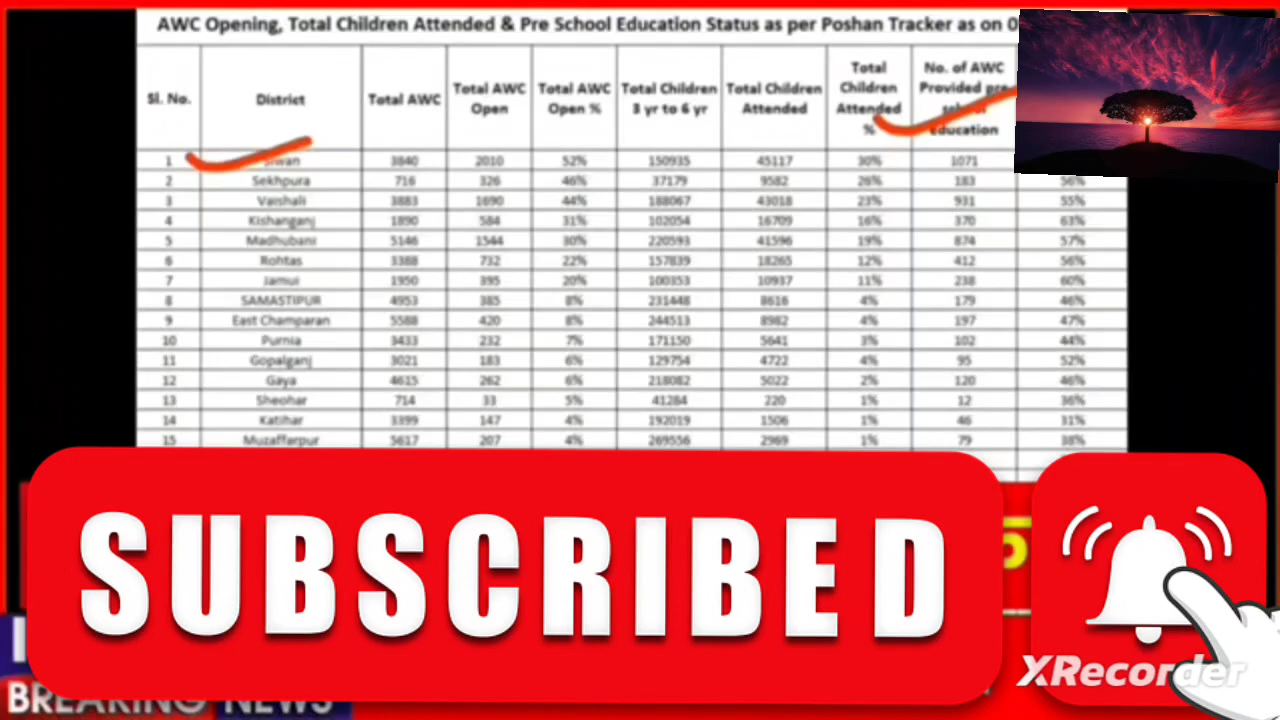 AWC Opening, Total Children Attended & Pre School Education Status as per Poshan Tracker as on 0
Sl. No. District Total AWC Total AWC Open Total AWC Open % Total Children 3 yr to 6 yr Total Children Attended Total Children Attended % No. of AWC Provided pre education
1 Siwan 3840 2010 52% 150935 45117 30% 1071
2 Sekhpura 716 326 46% 37179 9582 26% 183 56%
3 Vaishali 3883 1690 44% 188067 43018 23% 931 55%
4 Kishanganj 1890 584 31% 102054 16709 16% 370 63%
5 Madhubani 5146 1544 30% 220593 41596 19% 874 57%
6 Rohtas 3388 732 22% 157839 18265 12% 412 56%
7 Jamui 1950 395 20% 100353 10937 11% 238 60%
8 SAMASTIPUR 4953 385 8% 231448 8616 4% 179 46%
9 East Champaran 5588 420 8% 244513 8982 4% 197 47%
10 Purnia 3433 232 7% 171150 5641 3% 102 44%
11 Gopalganj 3021 183 6% 129754 4722 4% 95 52%
12 Gaya 4615 262 6% 218082 5022 2% 120 46%
13 Sheohar 714 33 5% 41284 220 1% 12 36%
14 Katihar 3399 147 4% 192019 1506 1% 46 31%
15 Muzaffarpur 5617 207 4% 269556 2969 1% 79 38%
SUBSCRIBED
XRecorder
BREAKING NEWS